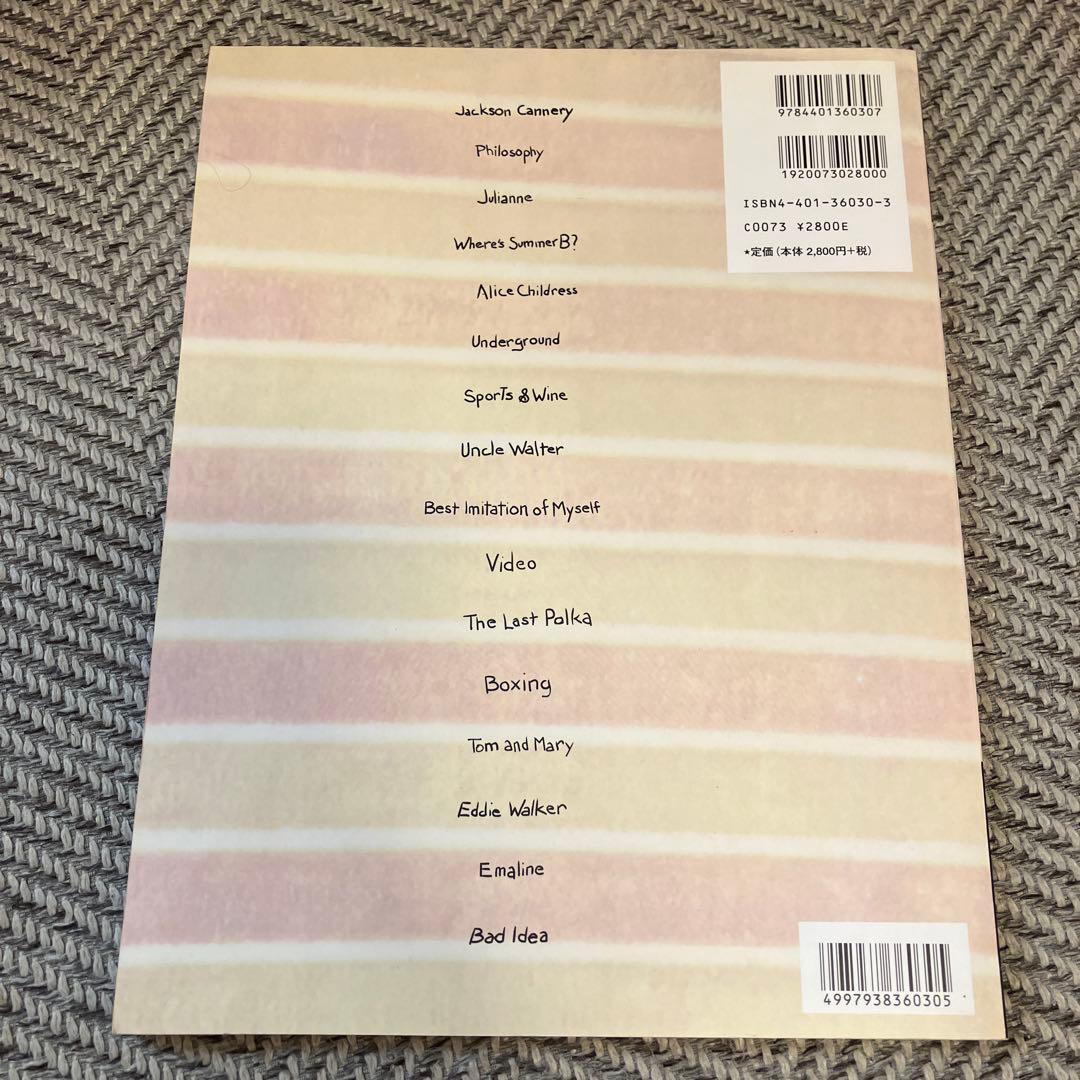 Jackson Cannery
Philosophy
Julianne
Where's Summer B?
Alice Childress
Underground
Sports & Wine
Uncle Walter
Best Imitation of Myself
Video
The Last Polka
Boxing
Tom and Mary
Eddie Walker
Emaline
Bad Idea
9784401360307
1920073028000
ISBN4-401-36030-3
C0073 ¥2800E
★定価(本体 2,800円+税)
4997938360305